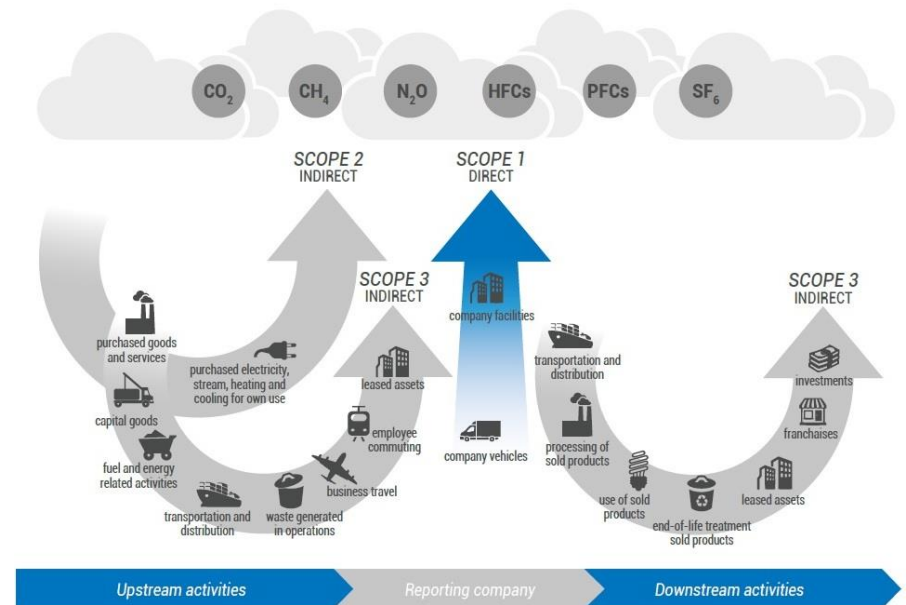 CO2
CH4
N2O
HFCs
PFCs
SF6
SCOPE 2
INDIRECT
SCOPE 1
DIRECT
SCOPE 3
INDIRECT
SCOPE 3
INDIRECT
purchased goods
and services
purchased electricity,
stream, heating and
cooling for own use
capital goods
fuel and energy
related activities
transportation and
distribution
waste generated
in operations
business travel
employee
commuting
leased assets
company facilities
company vehicles
transportation and
distribution
processing of
sold products
use of sold
products
end-of-life treatment
sold products
leased assets
franchaises
investments
Upstream activities
Reporting company
Downstream activities